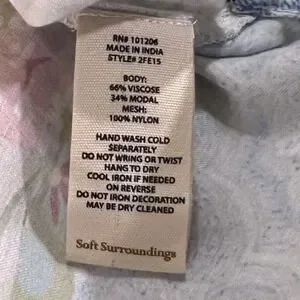 RN# 101206
MADE IN INDIA
STYLE# 2FE15
BODY:
66% VISCOSE
34% MODAL
MESH:
100% NYLON
HAND WASH COLD
SEPARATELY
DO NOT WRING OR TWIST
HANG TO DRY
COOL IRON IF NEEDED
ON REVERSE
DO NOT IRON DECORATION
MAY BE DRY CLEANED
Soft Surroundings